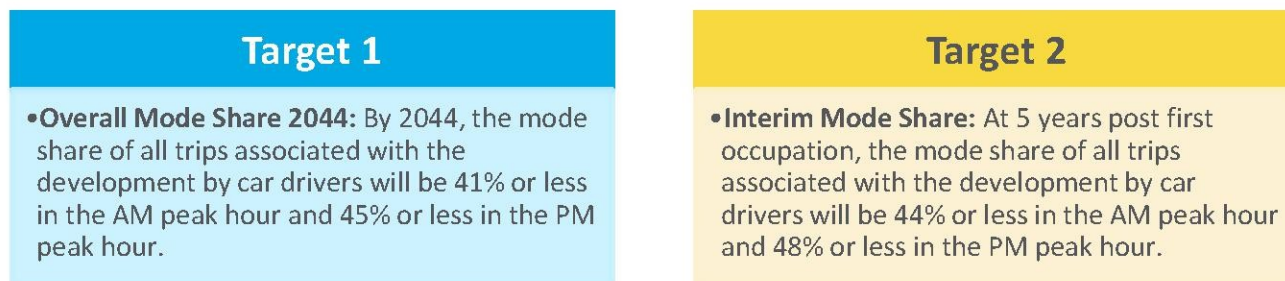 Target 1
•Overall Mode Share 2044: By 2044, the mode
share of all trips associated with the
development by car drivers will be 41% or less
in the AM peak hour and 45% or less in the PM
peak hour.
Target 2
•Interim Mode Share: At 5 years post first
occupation, the mode share of all trips
associated with the development by car
drivers will be 44% or less in the AM peak hour
and 48% or less in the PM peak hour.